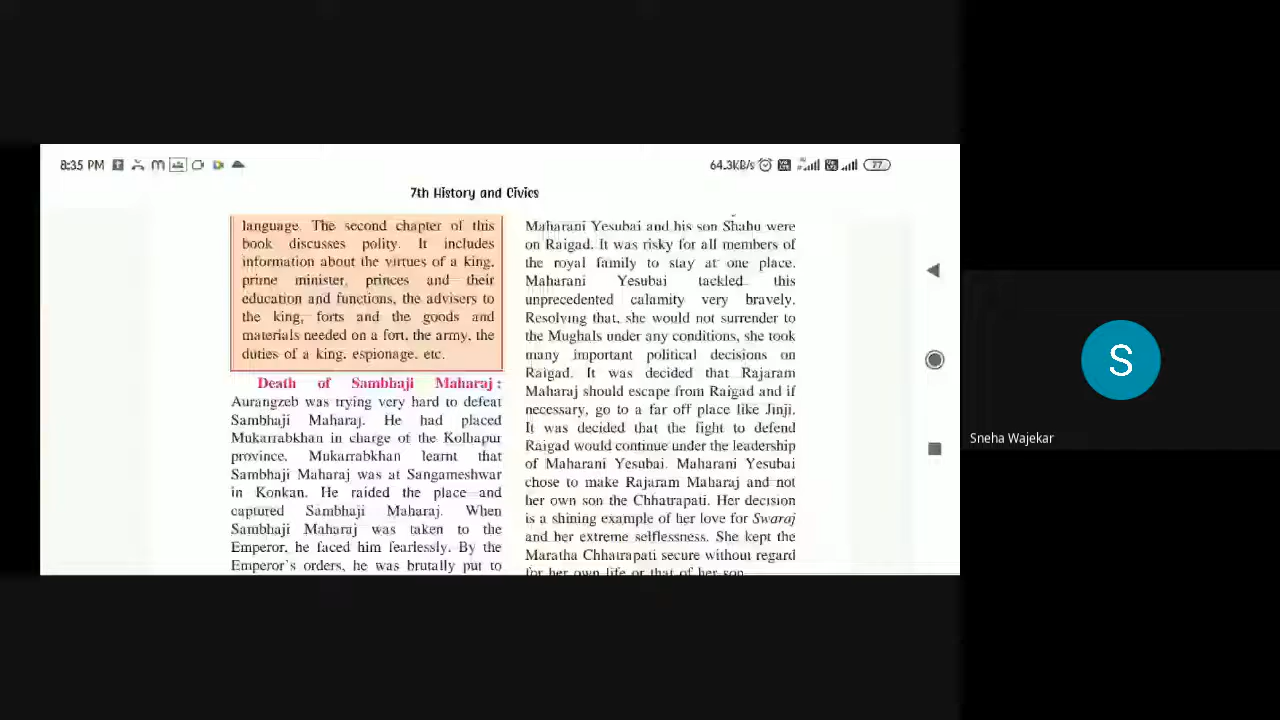 8:35 PM
64.3KB/s
77
7th History and Civics
language. The second chapter of this
book discusses polity. It includes
information about the virtues of a king,
prime minister, princes and their
education and functions, the advisers to
the king, forts and the goods and
materials needed on a fort, the army, the
duties of a king, espionage, etc.
Death of Sambhaji Maharaj :
Aurangzeb was trying very hard to defeat
Sambhaji Maharaj. He had placed
Mukarrabkhan in charge of the Kolhapur
province. Mukarrabkhan learnt that
Sambhaji Maharaj was at Sangameshwar
in Konkan. He raided the place and
captured Sambhaji Maharaj. When
Sambhaji Maharaj was taken to the
Emperor, he faced him fearlessly. By the
Emperor's orders, he was brutally put to
Maharani Yesubai and his son Shahu were
on Raigad. It was risky for all members of
the royal family to stay at one place.
Maharani Yesubai tackled this
unprecedented calamity very bravely.
Resolving that, she would not surrender to
the Mughals under any conditions, she took
many important political decisions on
Raigad. It was decided that Rajaram
Maharaj should escape from Raigad and if
necessary, go to a far off place like Jinji.
It was decided that the fight to defend
Raigad would continue under the leadership
of Maharani Yesubai. Maharani Yesubai
chose to make Rajaram Maharaj and not
her own son the Chhatrapati. Her decision
is a shining example of her love for Swaraj
and her extreme selflessness. She kept the
Maratha Chhatrapati secure without regard
for her own life or that of her son
S
Sneha Wajekar